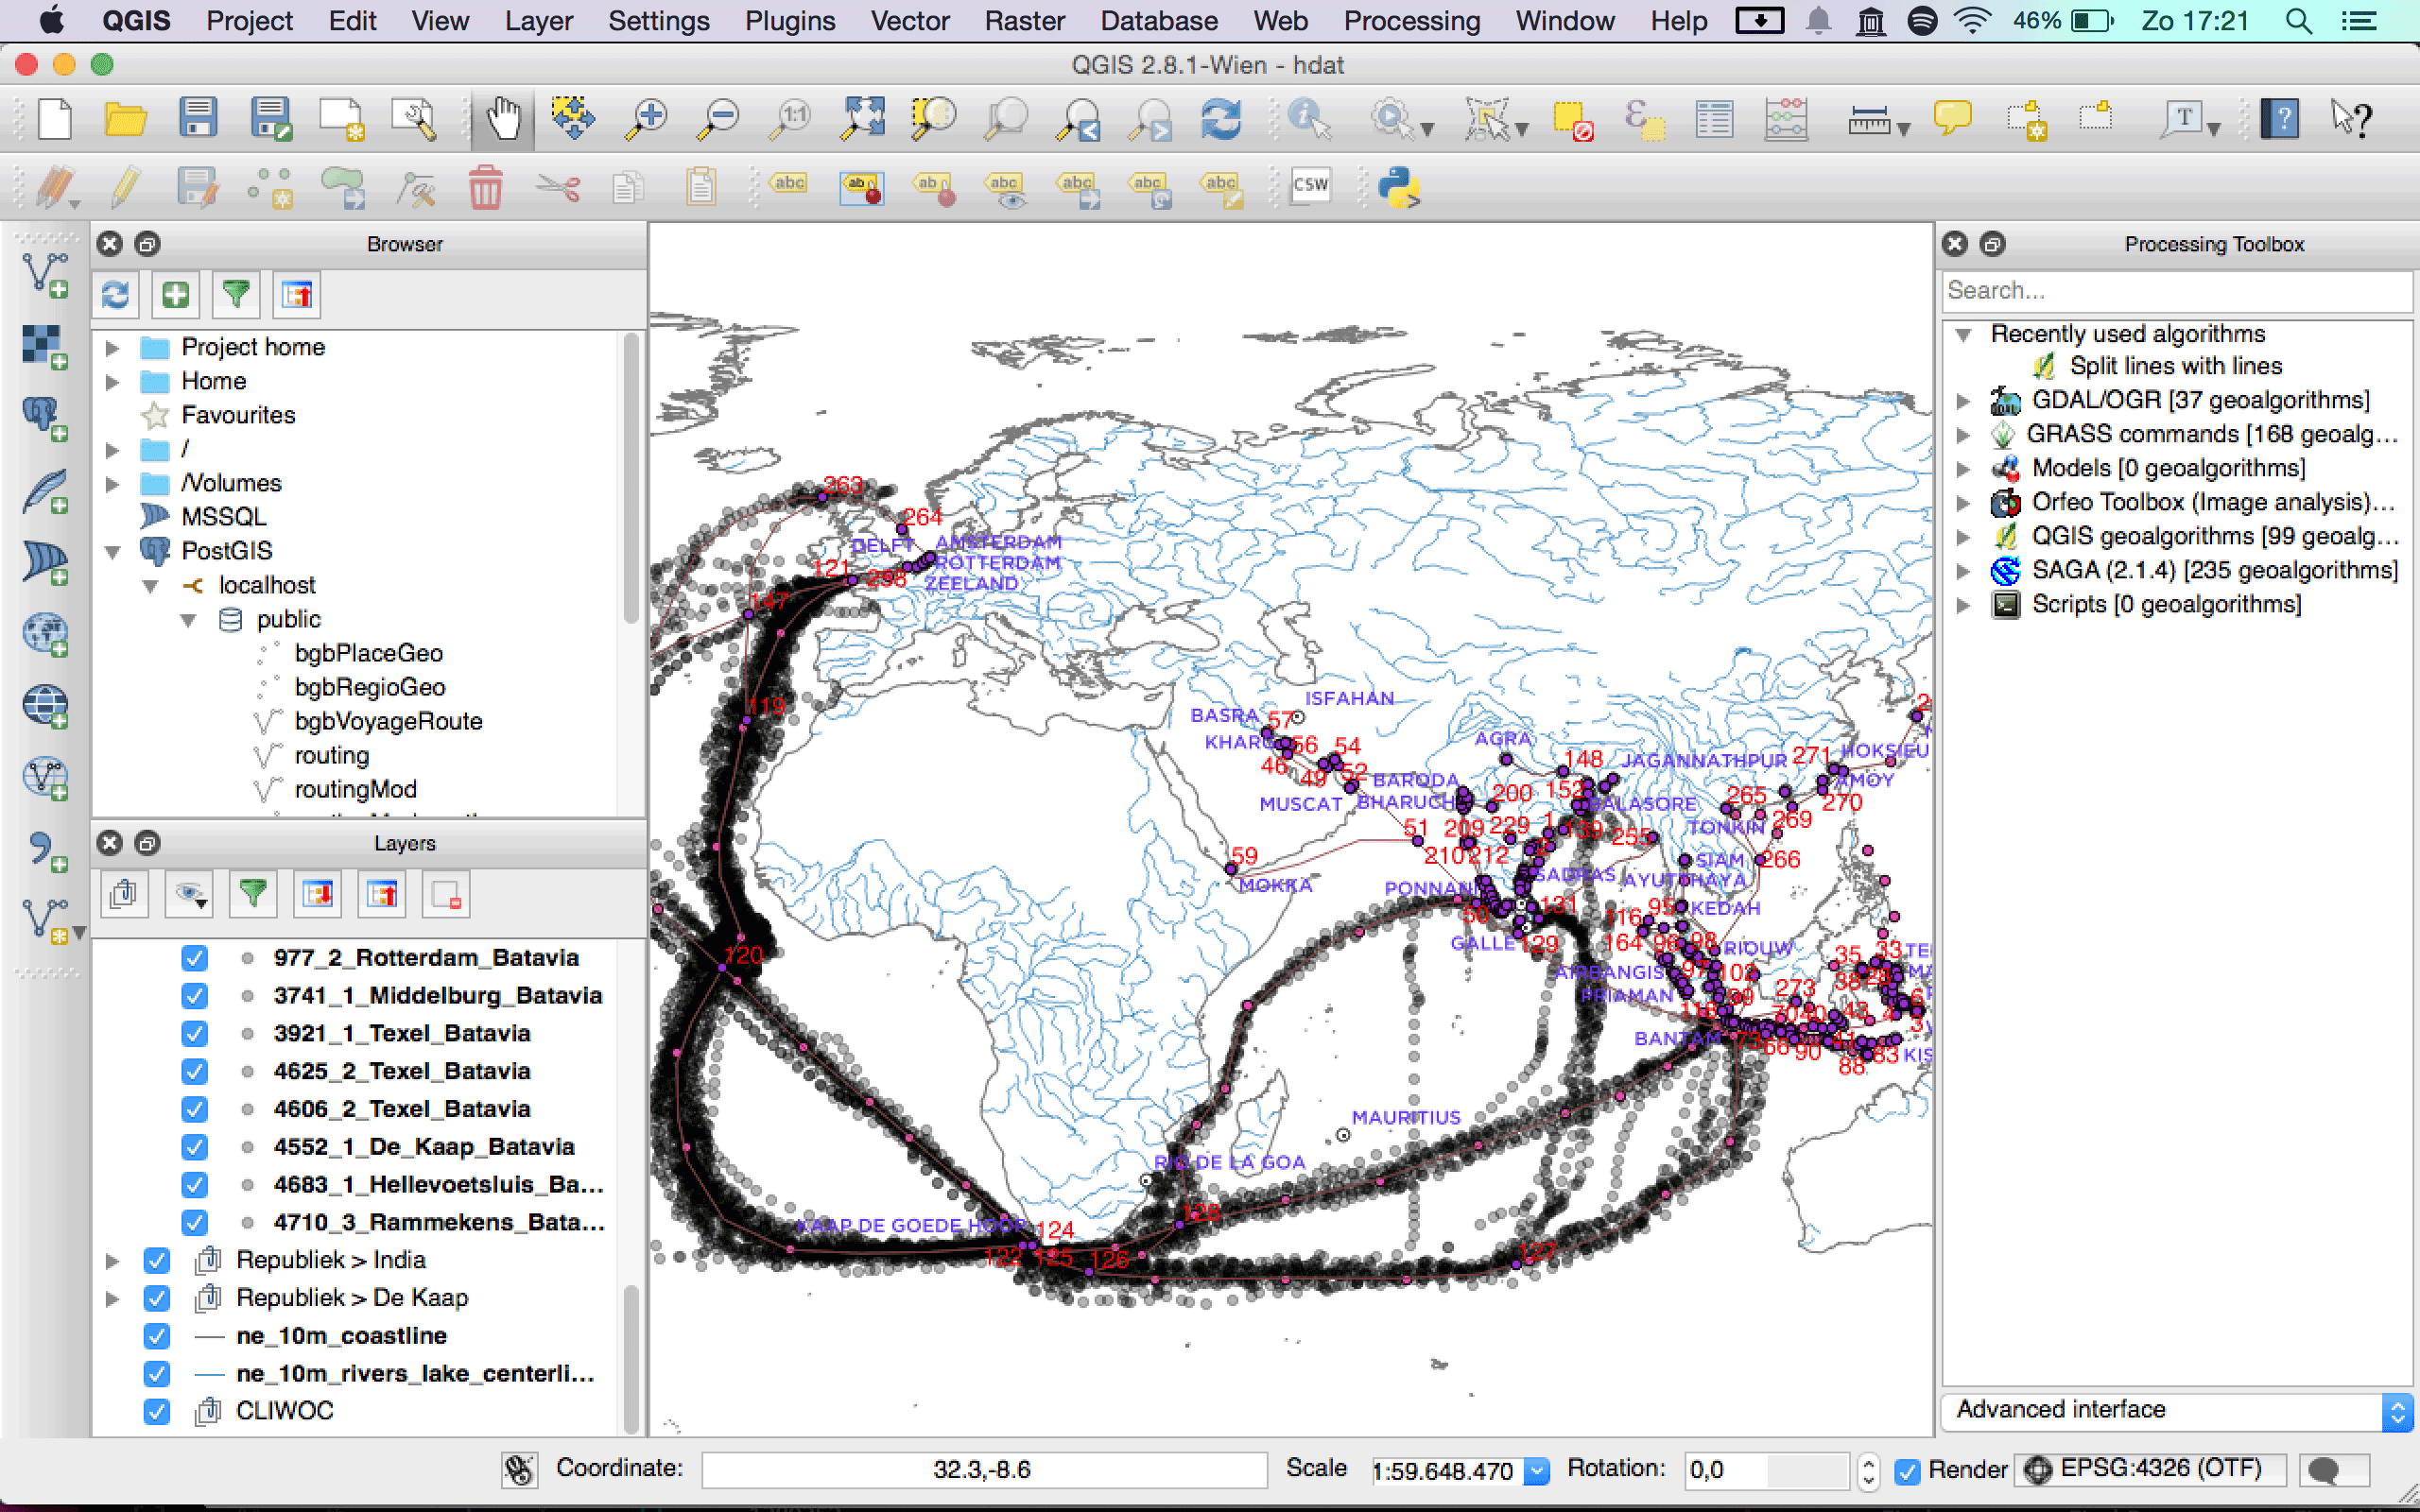 QGIS Project Edit View Layer Settings Plugins Vector Raster Database Web Processing Window Help 46% Zo 17:21
QGIS 2.8.1-Wien - hdat
1:1
ε
T
?
?
abc
ab
ab
abc
abc
abc
abc
CSW
Browser
Project home
Home
Favourites
/
/Volumes
MSSQL
PostGIS
localhost
public
bgbPlaceGeo
bgbRegioGeo
bgbVoyageRoute
routing
routingMod
Layers
977_2_Rotterdam_Batavia
3741_1_Middelburg_Batavia
3921_1_Texel_Batavia
4625_2_Texel_Batavia
4606_2_Texel_Batavia
4552_1_De_Kaap_Batavia
4683_1_Hellevoetsluis_Ba...
4710_3_Rammekens_Bata...
Republiek > India
Republiek > De Kaap
ne_10m_coastline
ne_10m_rivers_lake_centerli...
CLIWOC
263
264
DELFT AMSTERDAM
ROTTERDAM
121 298 ZEELAND
147
119
ISFAHAN
BASRA 57
KHARG 56 54
46 49 52
AGRA
148 JAGANNATHPUR 271 HOKSIEU
BARODA
AMOY
MUSCAT BHARUCH 200 152 BALASORE 265 270
51 209 229 1 139 255 TONKIN 269
210 212
59
SIAM 266
MOKKA
PONNANI SADRAS AYUTTHAYA
50 131 116 95 KEDAH
GALLE 129 164 96 98 RIOUW 35 33
120
AIRBANGIS 97 102 38
PRIAMAN 99 273
BANTAM 73 66 90 88 83 KIS
MAURITIUS
RIO DE LA GOA
128
KAAP DE GOEDE HOOP 124
122 125 126 127
Processing Toolbox
Search...
Recently used algorithms
Split lines with lines
GDAL/OGR [37 geoalgorithms]
GRASS commands [168 geoalg...
Models [0 geoalgorithms]
Orfeo Toolbox (Image analysis)...
QGIS geoalgorithms [99 geoalg...
SAGA (2.1.4) [235 geoalgorithms]
Scripts [0 geoalgorithms]
Advanced interface
Coordinate: 32.3,-8.6 Scale 1:59.648.470 Rotation: 0,0 Render EPSG:4326 (OTF)